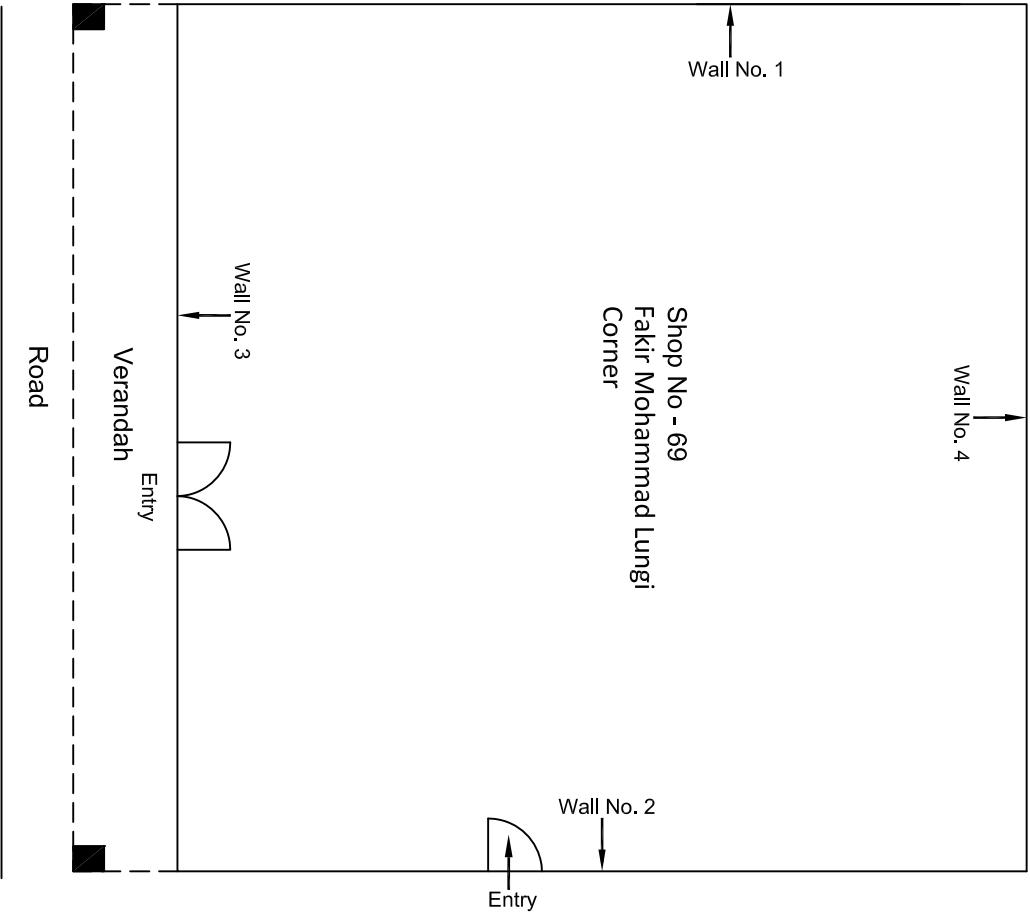 Wall No. 1
Wall No. 4
Shop No - 69
Fakir Mohammad Lungi
Corner
Wall No. 3
Verandah
Entry
Road
Wall No. 2
Entry